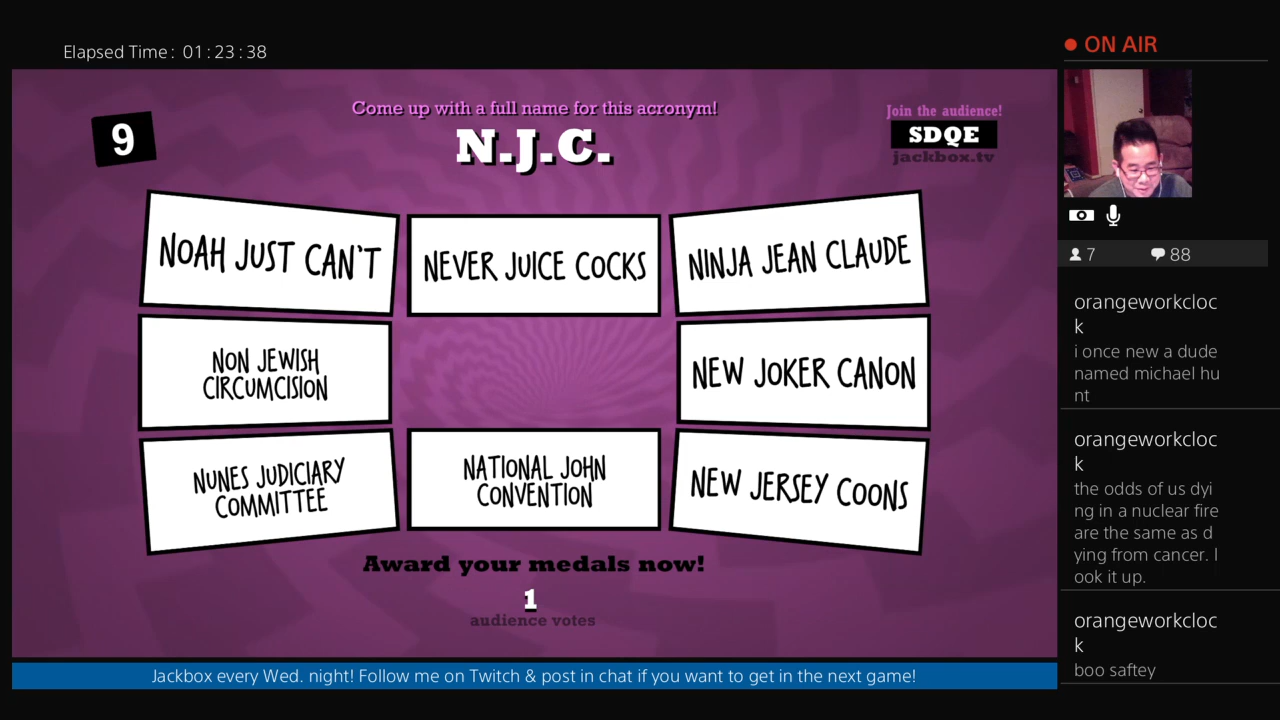 Elapsed Time: 01:23:38
ON AIR
Come up with a full name for this acronym!
N.J.C.
9
Join the audience!
SDQE
jackbox.tv
NOAH JUST CAN'T
NEVER JUICE COCKS
NINJA JEAN CLAUDE
NON JEWISH
CIRCUMCISION
NEW JOKER CANON
NUNES JUDICIARY
COMMITTEE
NATIONAL JOHN
CONVENTION
NEW JERSEY COONS
Award your medals now!
1
audience votes
Jackbox every Wed. night! Follow me on Twitch & post in chat if you want to get in the next game!
7
88
orangeworkcloc
k
i once new a dude
named michael hu
nt
orangeworkcloc
k
the odds of us dyi
ng in a nuclear fire
are the same as d
ying from cancer. l
ook it up.
orangeworkcloc
k
boo saftey